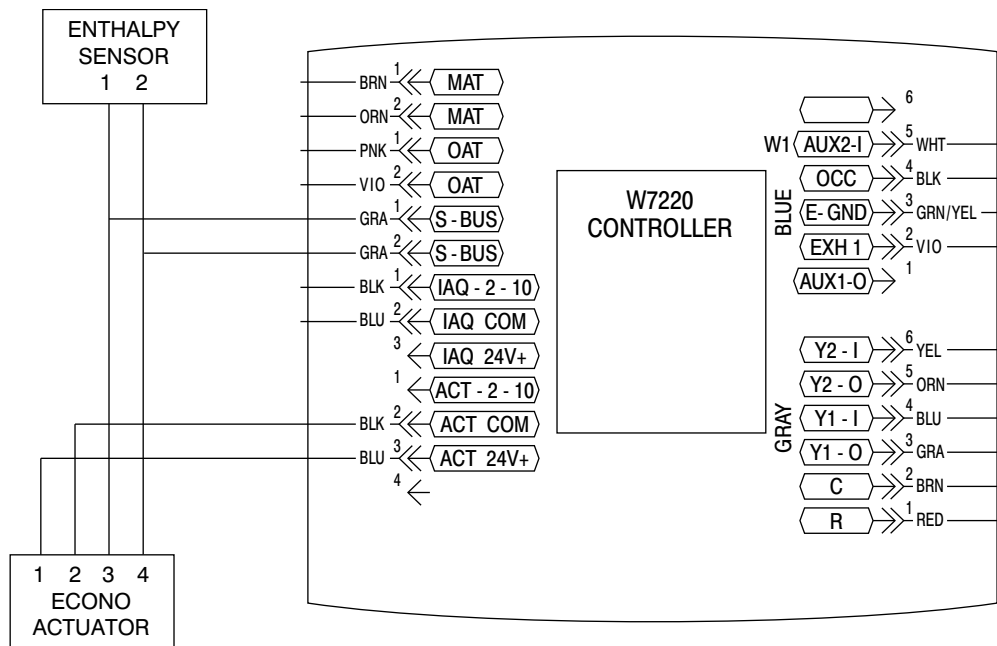 ENTHALPY
SENSOR
1 2
BRN 1 MAT
ORN 2 MAT
PNK 1 OAT
VIO 2 OAT
GRA 1 S-BUS
GRA 2 S-BUS
BLK 1 IAQ - 2 - 10
BLU 2 IAQ COM
3 IAQ 24V+
1 ACT - 2 - 10
BLK 2 ACT COM
BLU 3 ACT 24V+
4
1 2 3 4
ECONO
ACTUATOR
W7220
CONTROLLER
BLUE
6
W1 AUX2-I 5 WHT
OCC 4 BLK
E- GND 3 GRN/YEL
EXH 1 2 VIO
AUX1-O 1
GRAY
Y2 - I 6 YEL
Y2 - O 5 ORN
Y1 - I 4 BLU
Y1 - O 3 GRA
C 2 BRN
R 1 RED